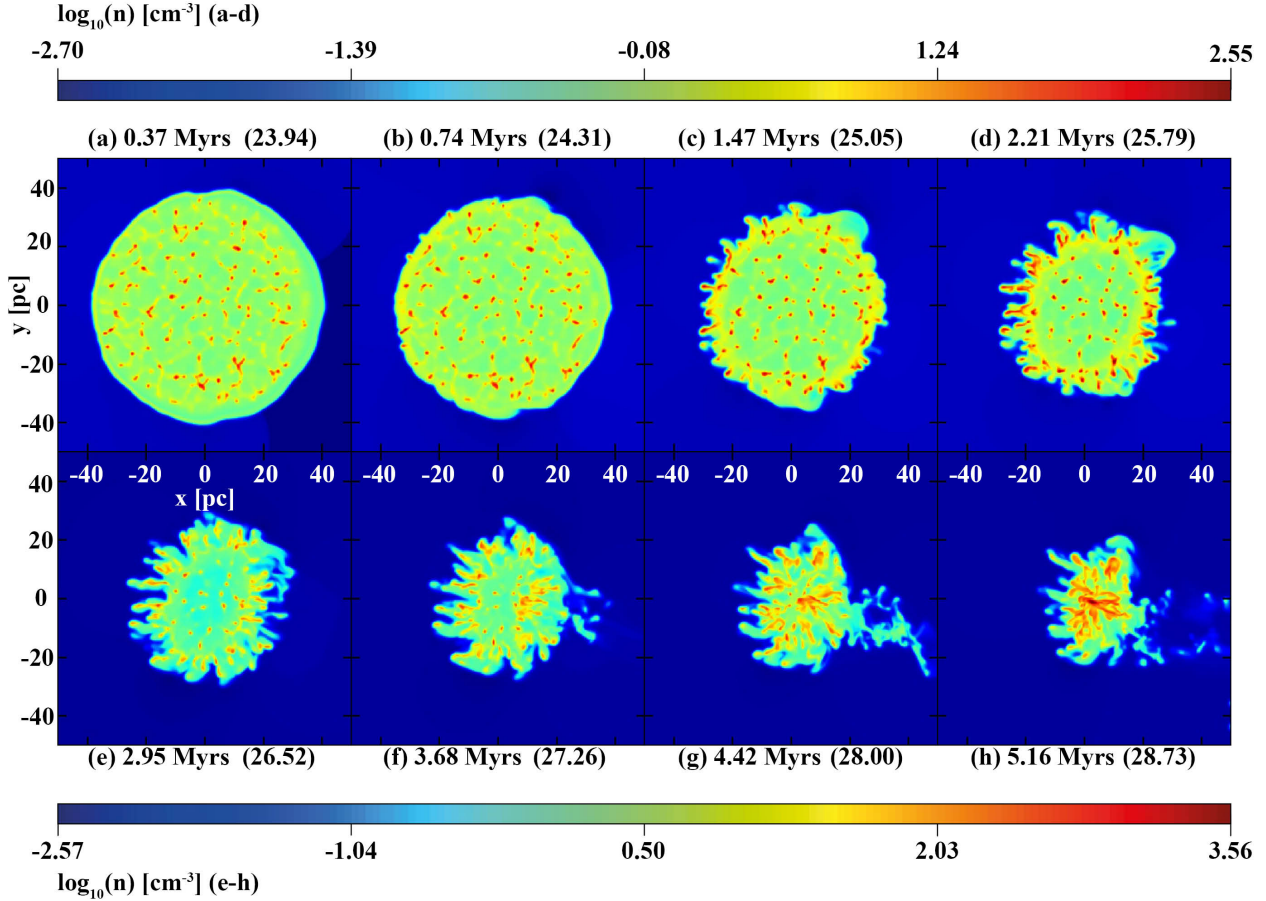 log₁₀(n) [cm⁻³] (a-d)
-2.70 -1.39 -0.08 1.24 2.55
(a) 0.37 Myrs (23.94) (b) 0.74 Myrs (24.31) (c) 1.47 Myrs (25.05) (d) 2.21 Myrs (25.79)
40
20
0
-20
-40
y [pc]
-40 -20 0 20 40 -40 -20 0 20 40 -40 -20 0 20 40 -40 -20 0 20 40
x [pc]
40
20
0
-20
-40
(e) 2.95 Myrs (26.52) (f) 3.68 Myrs (27.26) (g) 4.42 Myrs (28.00) (h) 5.16 Myrs (28.73)
-2.57 -1.04 0.50 2.03 3.56
log₁₀(n) [cm⁻³] (e-h)